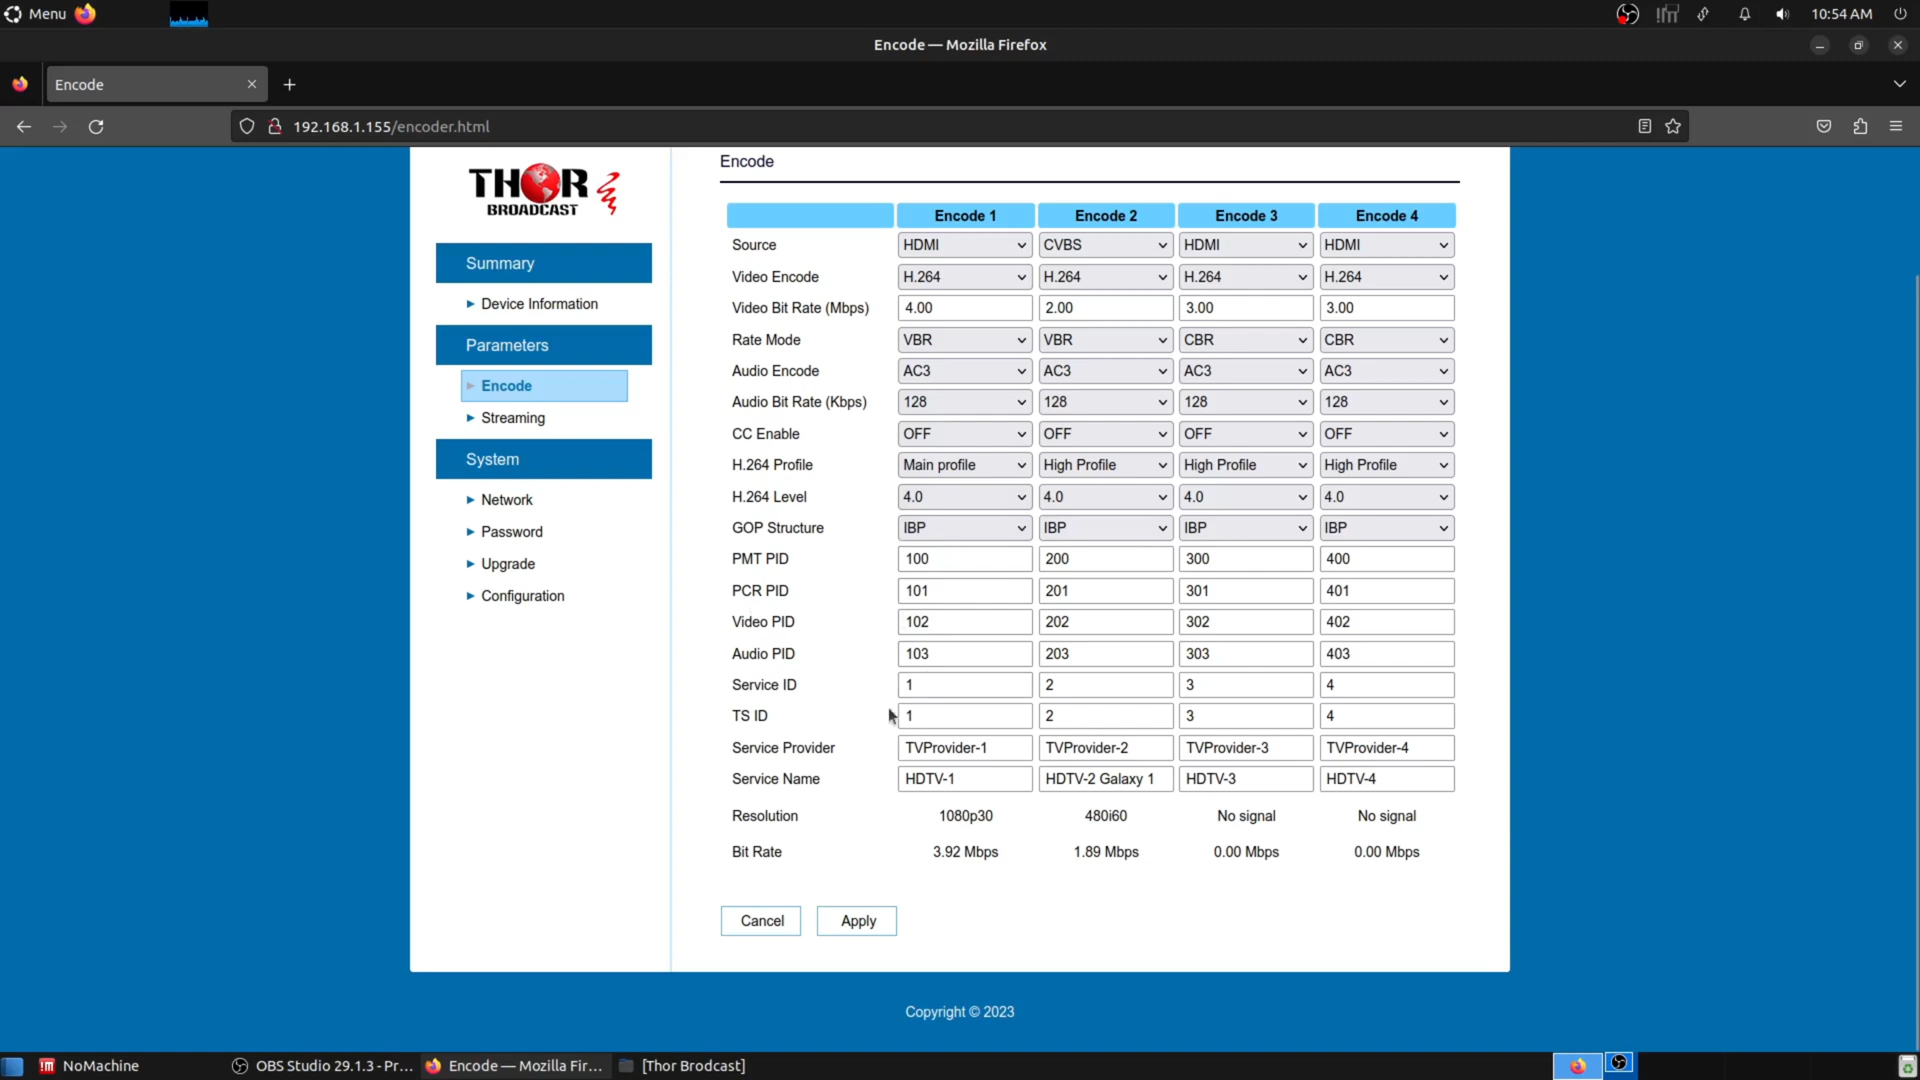 Menu
10:54 AM
Encode — Mozilla Firefox
Encode
192.168.1.155/encoder.html
THOR
BROADCAST
Summary
Device Information
Parameters
Encode
Streaming
System
Network
Password
Upgrade
Configuration
Encode
Encode 1 Encode 2 Encode 3 Encode 4
Source HDMI CVBS HDMI HDMI
Video Encode H.264 H.264 H.264 H.264
Video Bit Rate (Mbps) 4.00 2.00 3.00 3.00
Rate Mode VBR VBR CBR CBR
Audio Encode AC3 AC3 AC3 AC3
Audio Bit Rate (Kbps) 128 128 128 128
CC Enable OFF OFF OFF OFF
H.264 Profile Main profile High Profile High Profile High Profile
H.264 Level 4.0 4.0 4.0 4.0
GOP Structure IBP IBP IBP IBP
PMT PID 100 200 300 400
PCR PID 101 201 301 401
Video PID 102 202 302 402
Audio PID 103 203 303 403
Service ID 1 2 3 4
TS ID 1 2 3 4
Service Provider TVProvider-1 TVProvider-2 TVProvider-3 TVProvider-4
Service Name HDTV-1 HDTV-2 Galaxy 1 HDTV-3 HDTV-4
Resolution 1080p30 480i60 No signal No signal
Bit Rate 3.92 Mbps 1.89 Mbps 0.00 Mbps 0.00 Mbps
Cancel Apply
Copyright © 2023
NoMachine OBS Studio 29.1.3 - Pr... Encode — Mozilla Fir... [Thor Brodcast]